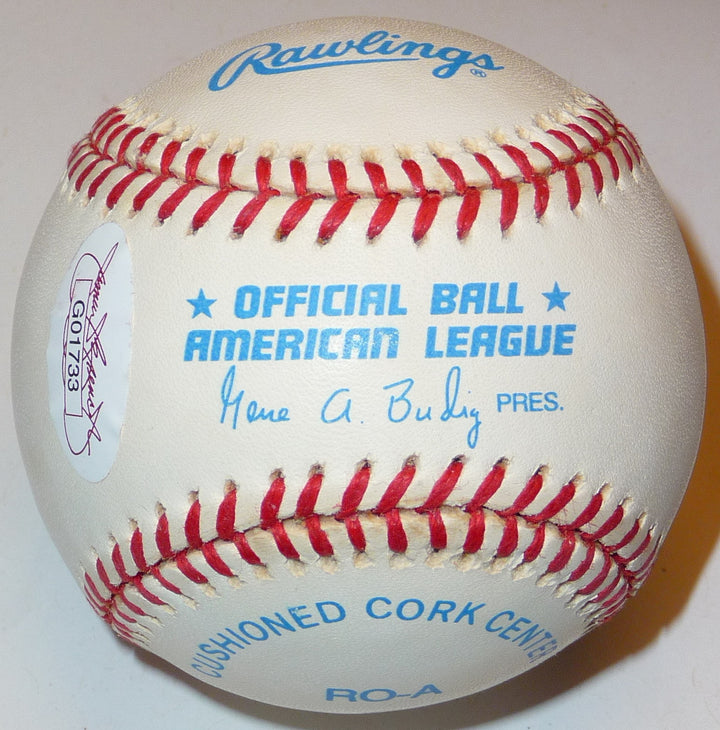 Rawlings®
★ OFFICIAL BALL ★
AMERICAN LEAGUE
Gene A. Budig PRES.
G01733
CUSHIONED CORK CENTER
RO-A